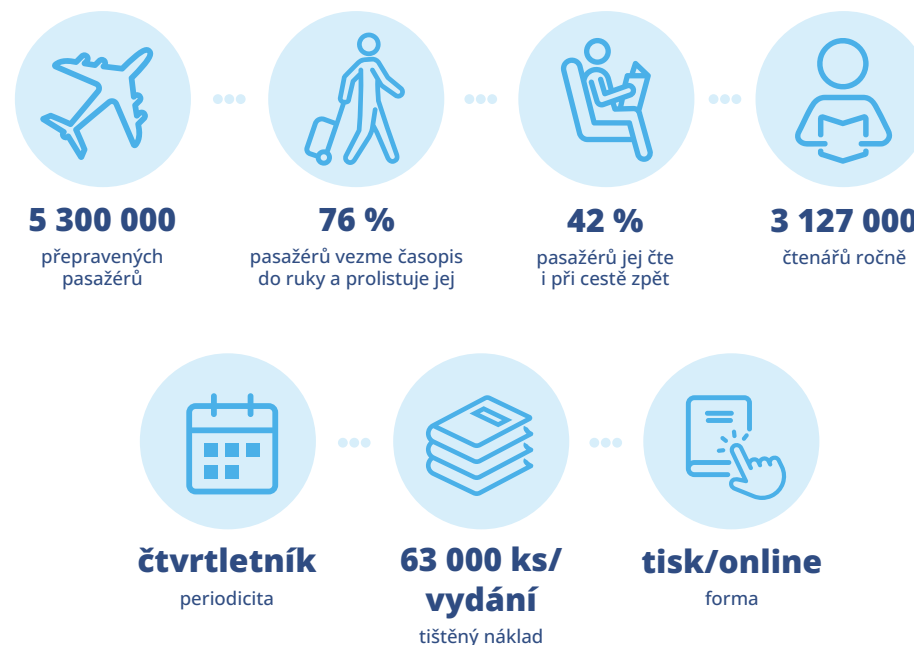 5 300 000
přepravených
pasažérů
76 %
pasažérů vezme časopis
do ruky a prolistuje jej
42 %
pasažérů jej čte
i při cestě zpět
3 127 000
čtenářů ročně
čtvrtletník
periodicita
63 000 ks/
vydání
tištěný náklad
tisk/online
forma